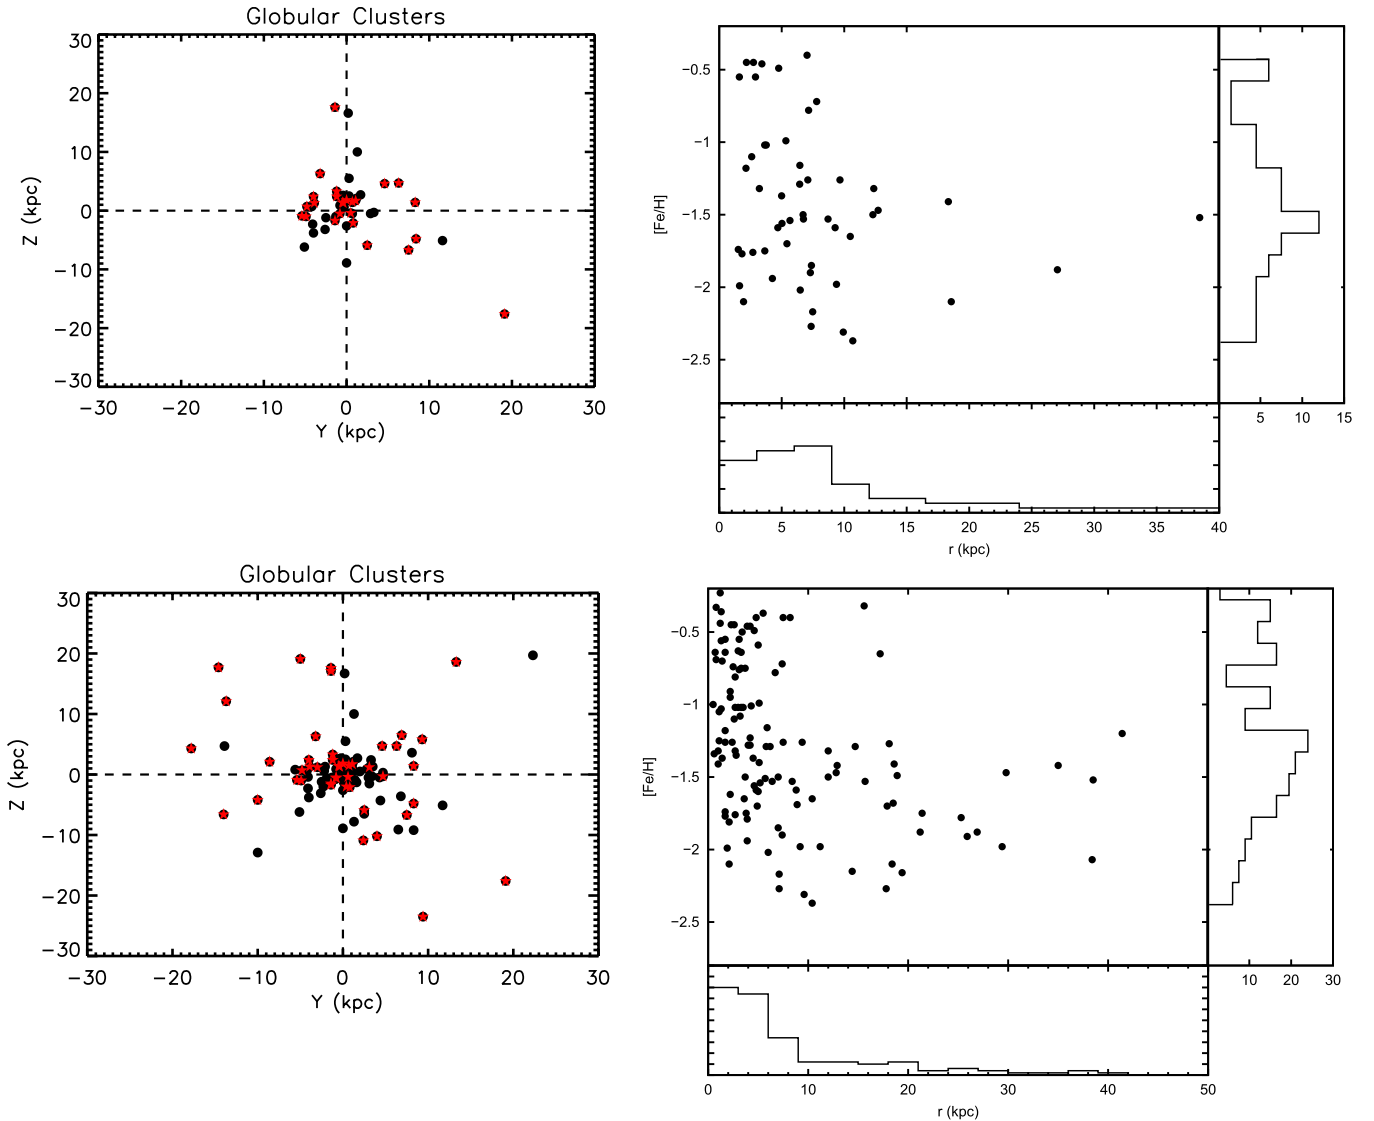 Globular Clusters
30
20
10
0
−10
−20
−30
Z (kpc)
−30 −20 −10 0 10 20 30
Y (kpc)
−0.5
−1
−1.5
−2
−2.5
[Fe/H]
5 10 15
0 5 10 15 20 25 30 35 40
r (kpc)
Globular Clusters
30
20
10
0
−10
−20
−30
Z (kpc)
−30 −20 −10 0 10 20 30
Y (kpc)
−0.5
−1
−1.5
−2
−2.5
[Fe/H]
10 20 30
0 10 20 30 40 50
r (kpc)